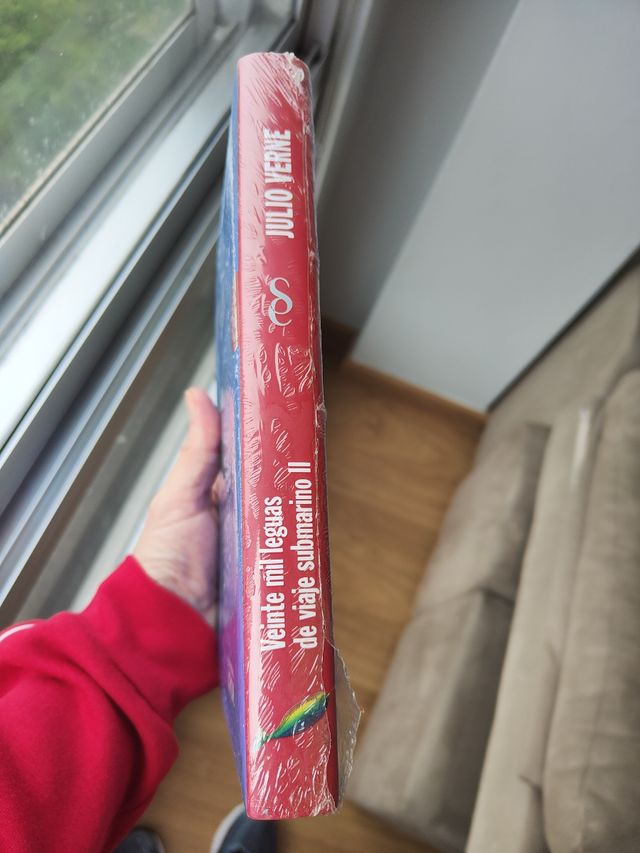 Veinte mil leguas
de viaje submarino II
JULIO VERNE